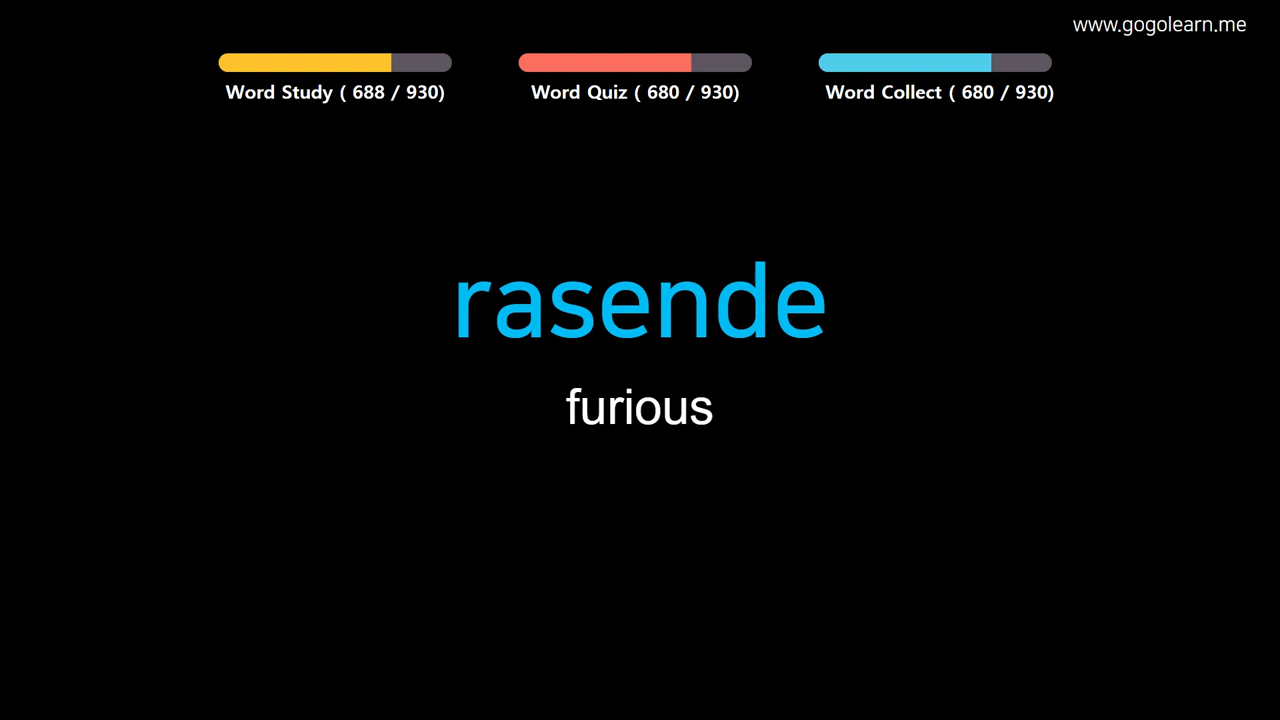 www.gogolearn.me
Word Study ( 688 / 930)
Word Quiz ( 680 / 930)
Word Collect ( 680 / 930)
rasende
furious